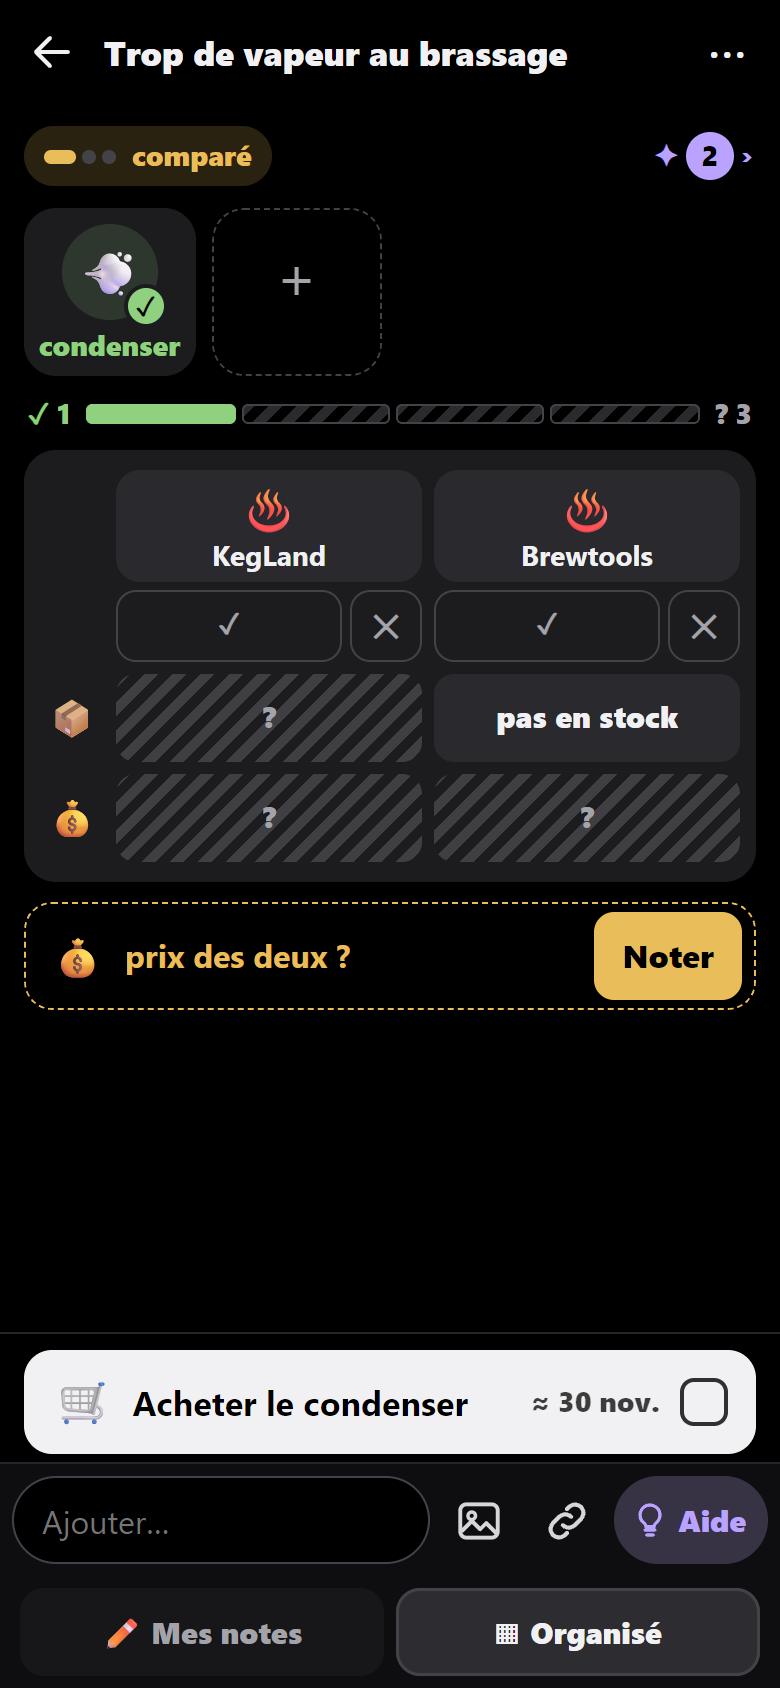 Trop de vapeur au brassage
comparé
2
condenser
1
? 3
KegLand
Brewtools
?
pas en stock
?
?
prix des deux ?
Noter
Acheter le condenser
≈ 30 nov.
Ajouter...
Aide
Mes notes
Organisé